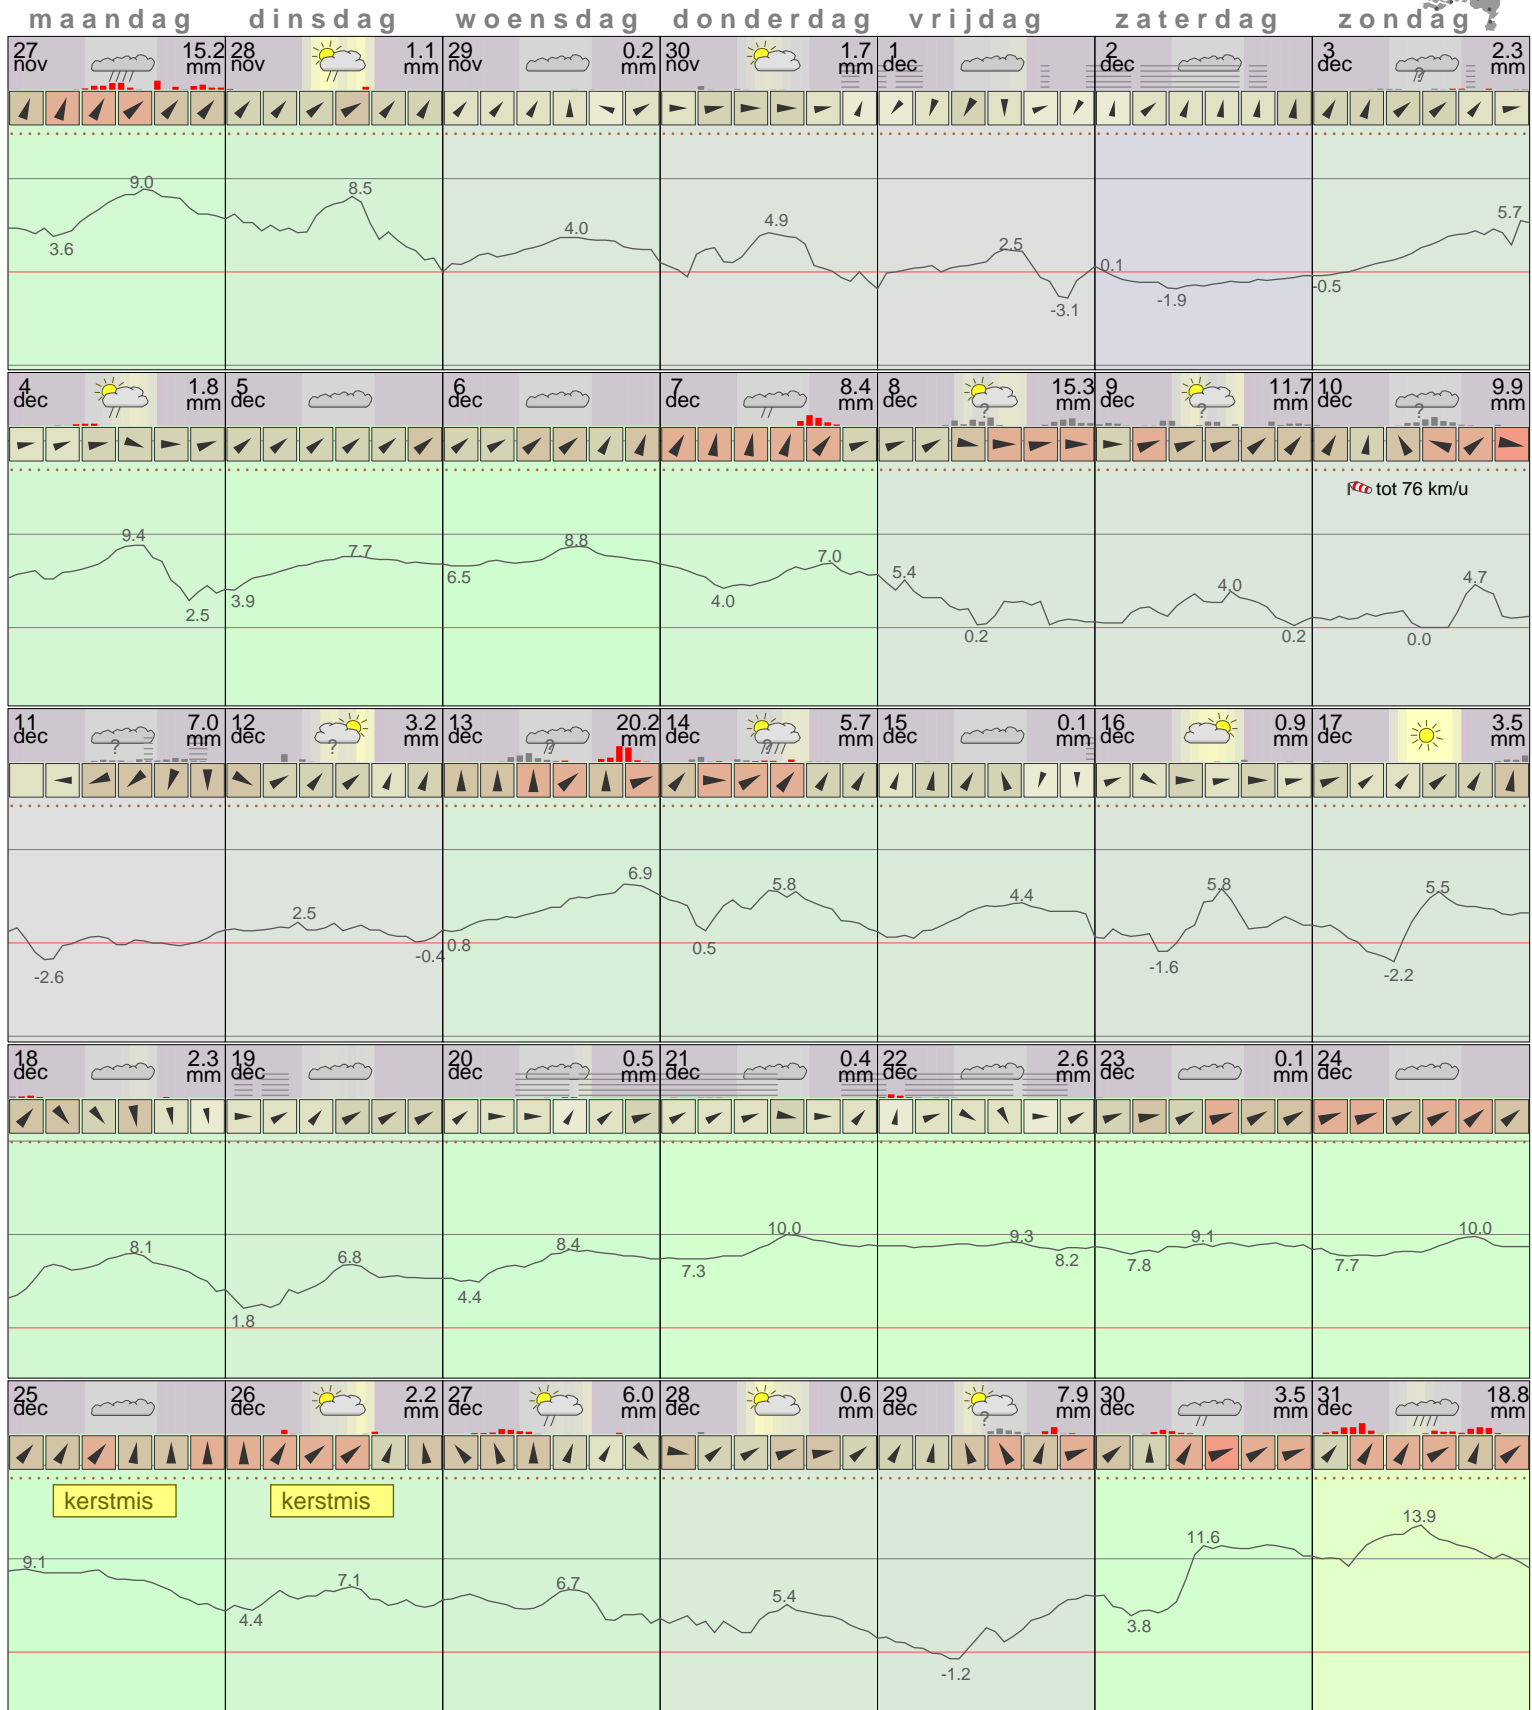 maandag dinsdag woensdag donderdag vrijdag zaterdag zondag
27 nov 15.2 mm 28 nov 1.1 mm 29 nov 0.2 mm 30 nov 1.7 mm 1 dec 2 dec 3 dec 2.3 mm
? 
9.0 3.6 8.5 4.0 4.9 2.5 -3.1 0.1 -1.9 -0.5 5.7
4 dec 1.8 mm 5 dec 6 dec 7 dec 8.4 mm 8 dec 15.3 mm 9 dec 11.7 mm 10 dec 9.9 mm
? ? ?
tot 76 km/u
9.4 2.5 3.9 7.7 6.5 8.8 4.0 7.0 5.4 0.2 4.0 0.2 0.0 4.7
11 dec 7.0 mm 12 dec 3.2 mm 13 dec 20.2 mm 14 dec 5.7 mm 15 dec 0.1 mm 16 dec 0.9 mm 17 dec 3.5 mm
? ? ? ?
-2.6 2.5 -0.4 0.8 6.9 0.5 5.8 4.4 -1.6 5.8 -2.2 5.5
18 dec 2.3 mm 19 dec 20 dec 0.5 mm 21 dec 0.4 mm 22 dec 2.6 mm 23 dec 0.1 mm 24 dec
8.1 1.8 6.8 4.4 8.4 7.3 10.0 9.3 8.2 7.8 9.1 7.7 10.0
25 dec 26 dec 2.2 mm 27 dec 6.0 mm 28 dec 0.6 mm 29 dec 7.9 mm 30 dec 3.5 mm 31 dec 18.8 mm
?
kerstmis kerstmis
9.1 4.4 7.1 6.7 5.4 -1.2 3.8 11.6 13.9